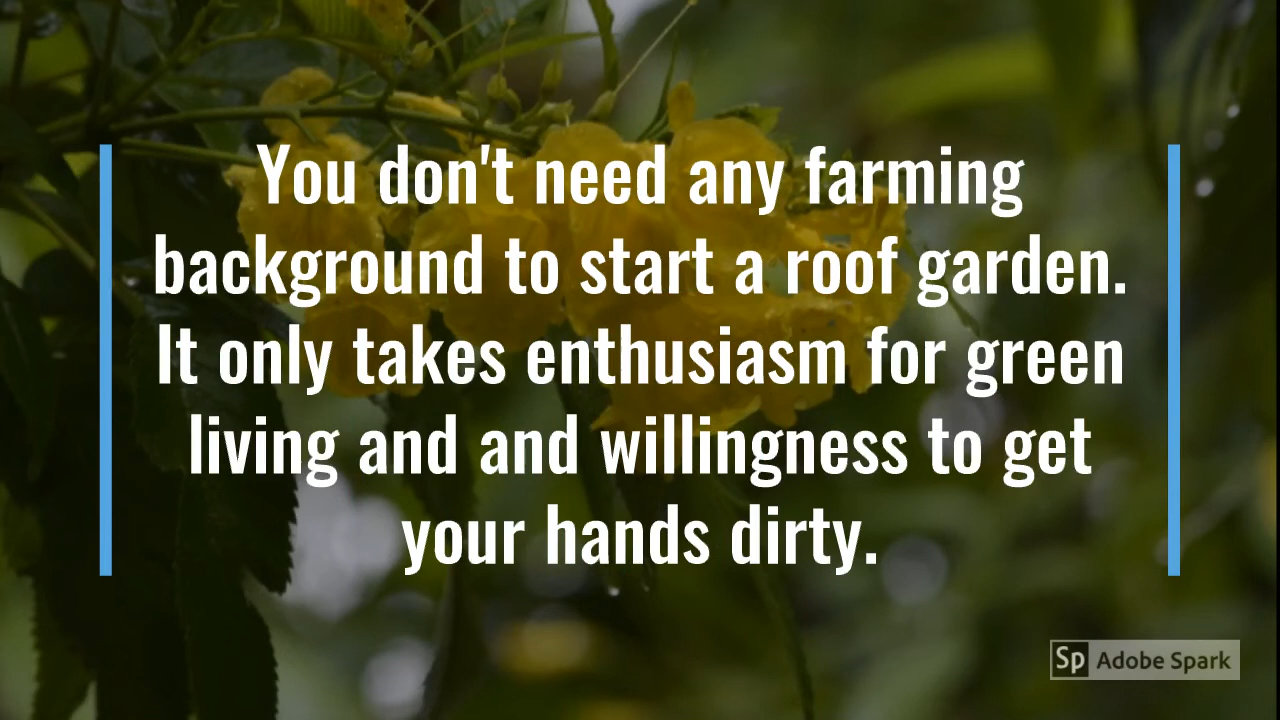 You don't need any farming
background to start a roof garden.
It only takes enthusiasm for green
living and and willingness to get
your hands dirty.
Sp Adobe Spark